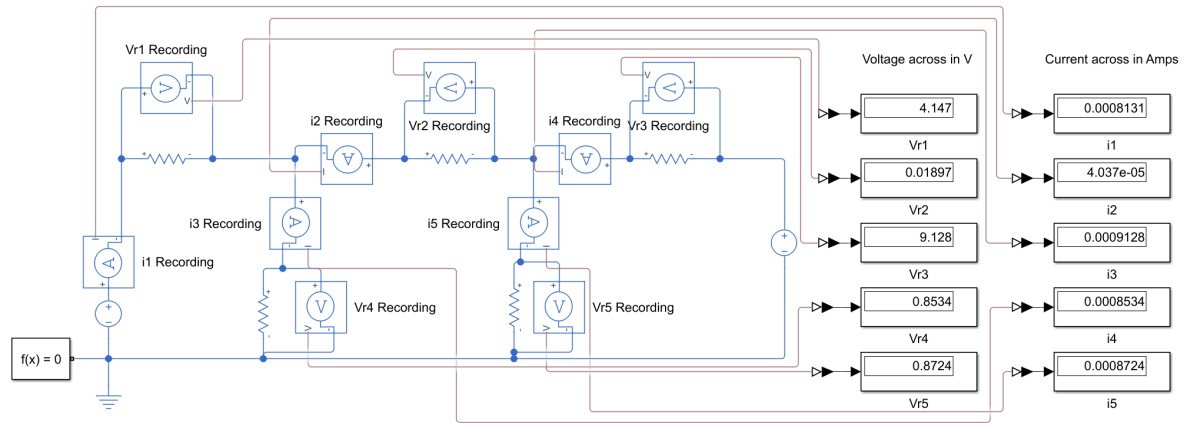 Vr1 Recording
Voltage across in V
Current across in Amps
V
-
+
V
V
-
+
V
V
-
+
V
4.147
0.0008131
i2 Recording
Vr2 Recording
i4 Recording
Vr3 Recording
Vr1
i1
+ -
-
A
I
+
+ -
-
A
I
+
+ -
0.01897
4.037e-05
Vr2
i2
i3 Recording
+
A
-
I
i5 Recording
+
A
-
I
9.128
0.0009128
Vr3
i3
I
-
A
+
i1 Recording
+
-
+
-
+
V
V
-
Vr4 Recording
+
V
V
-
Vr5 Recording
0.8534
0.0008534
Vr4
i4
+
-
+
-
+
-
f(x) = 0
0.8724
0.0008724
Vr5
i5